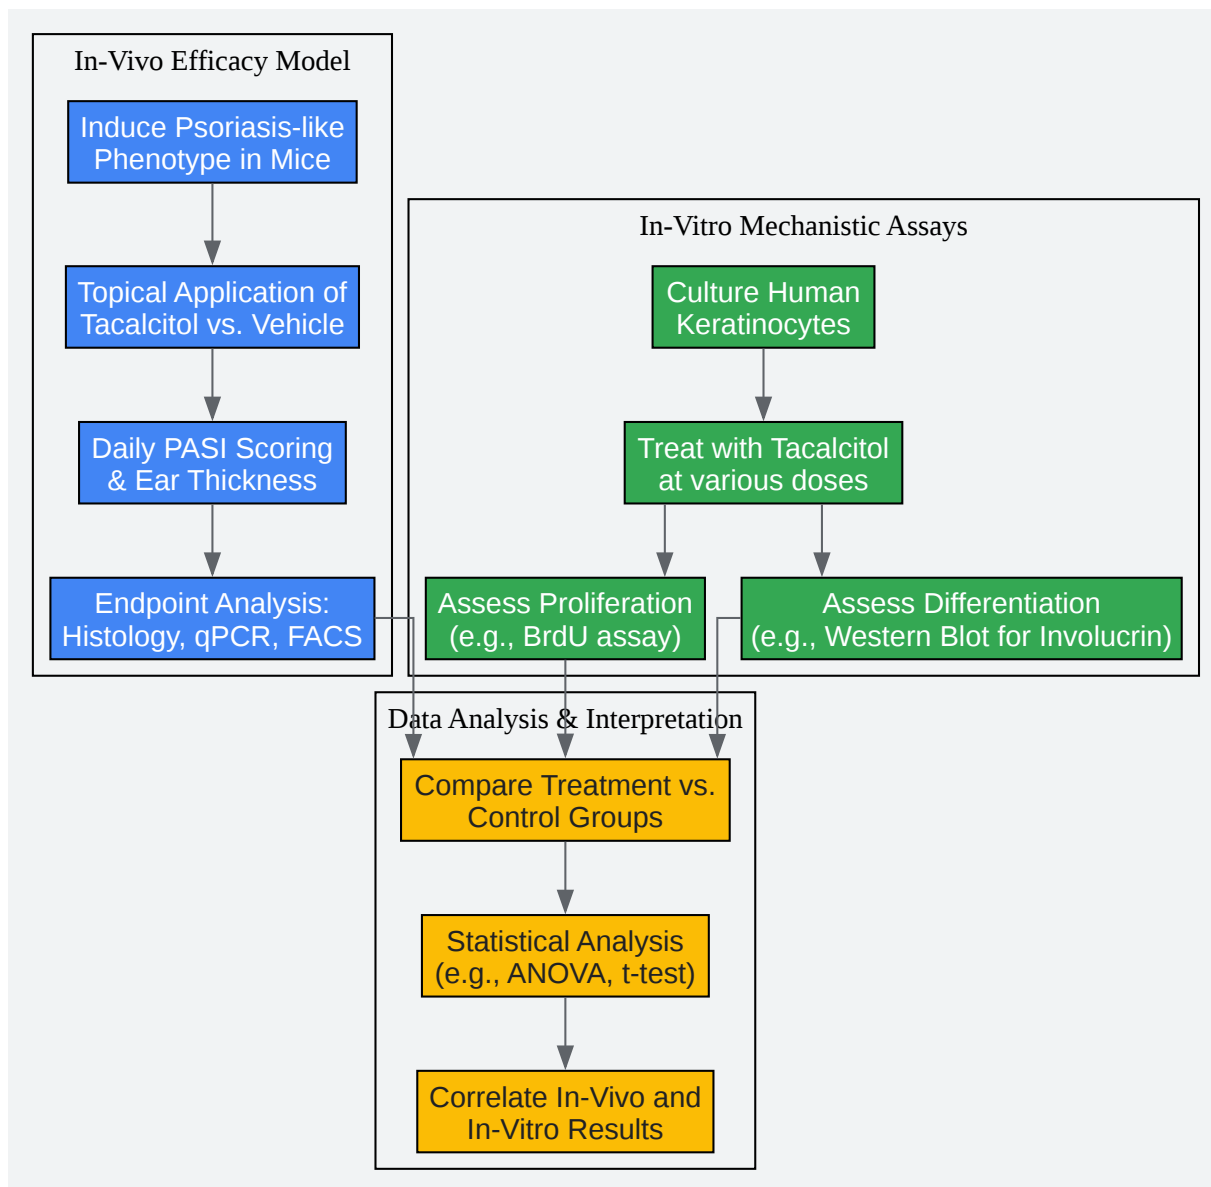 In-Vivo Efficacy Model
Induce Psoriasis-like
Phenotype in Mice
Topical Application of
Tacalcitol vs. Vehicle
Daily PASI Scoring
& Ear Thickness
Endpoint Analysis:
Histology, qPCR, FACS
In-Vitro Mechanistic Assays
Culture Human
Keratinocytes
Treat with Tacalcitol
at various doses
Assess Proliferation
(e.g., BrdU assay)
Assess Differentiation
(e.g., Western Blot for Involucrin)
Data Analysis & Interpretation
Compare Treatment vs.
Control Groups
Statistical Analysis
(e.g., ANOVA, t-test)
Correlate In-Vivo and
In-Vitro Results